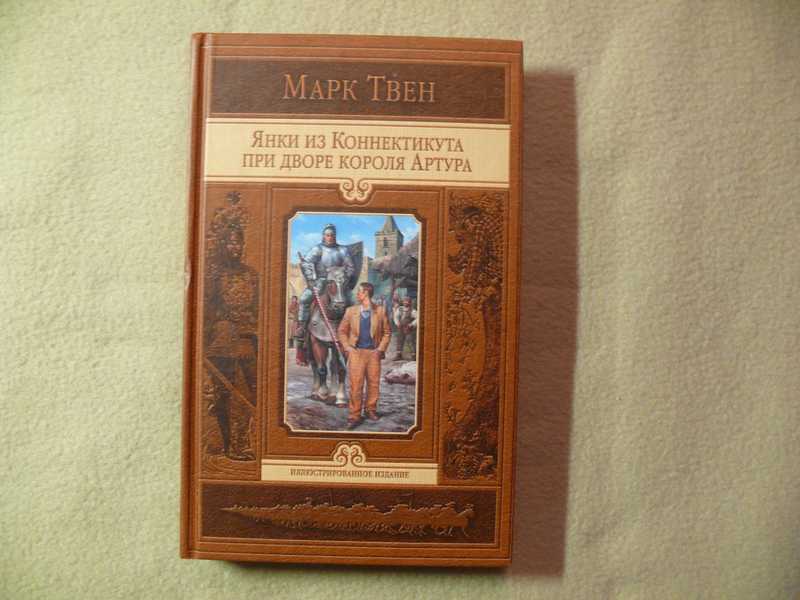 Марк Твен
Янки из Коннектикута
при дворе короля Артура
иллюстрированное издание